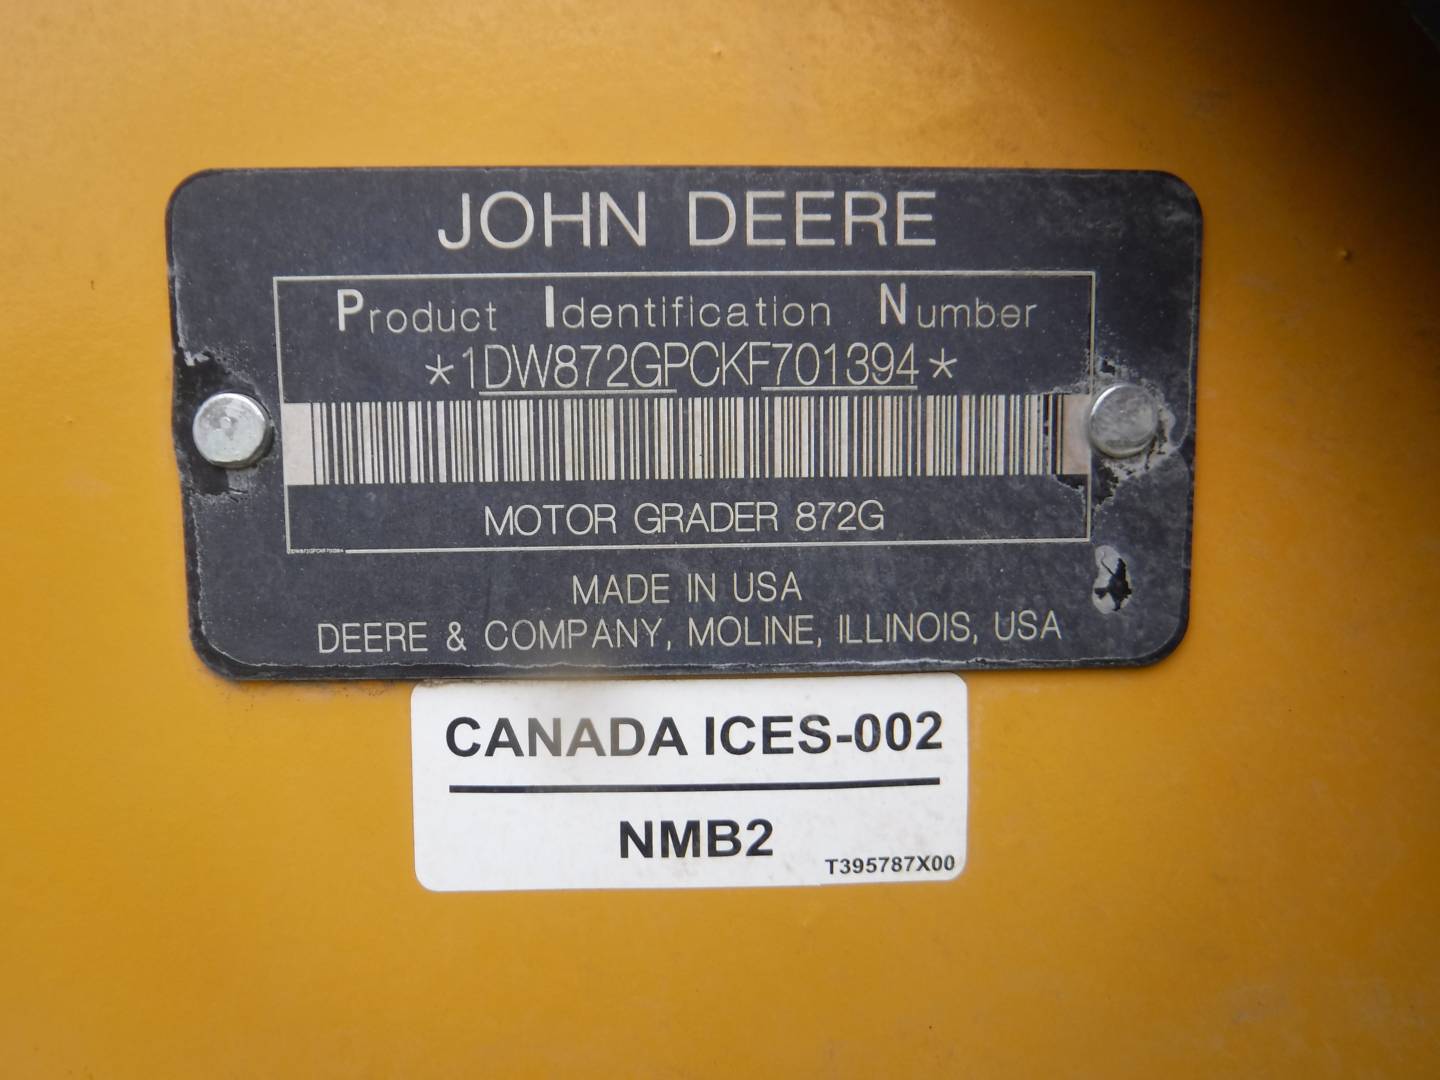 JOHN DEERE
Product Identification Number
*1DW872GPCKF701394*
MOTOR GRADER 872G
1DW872GPCKF701394
MADE IN USA
DEERE & COMPANY, MOLINE, ILLINOIS, USA
CANADA ICES-002
NMB2
T395787X00